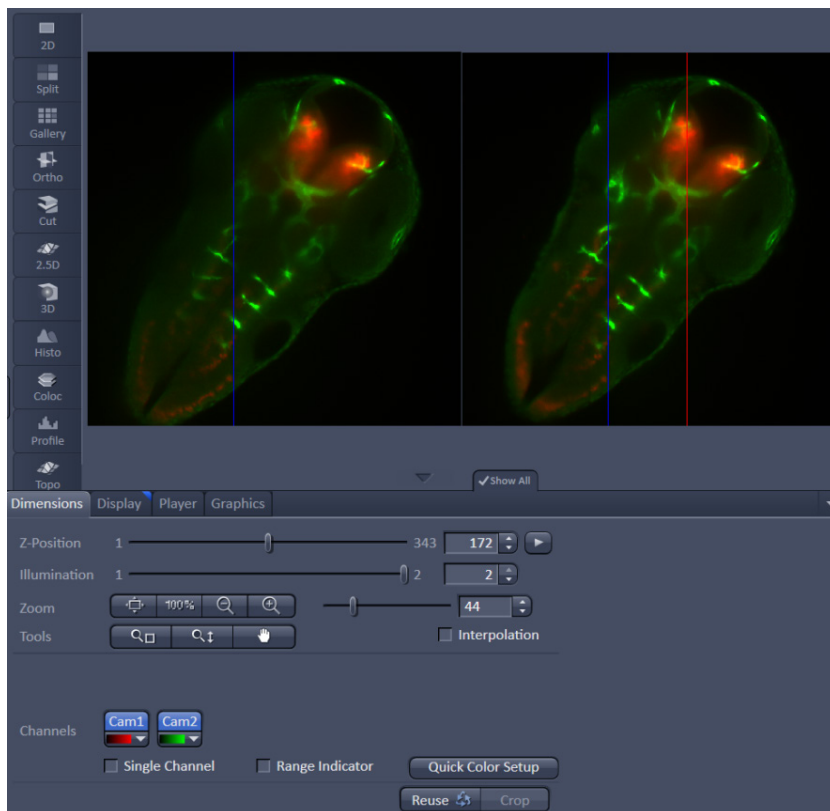 2D
Split
Gallery
Ortho
Cut
2.5D
3D
Histo
Coloc
Profile
Topo
Show All
Dimensions Display Player Graphics
Z-Position 1 343 172
Illumination 1 2 2
Zoom 100% 44
Tools Interpolation
Channels Cam1 Cam2
Single Channel Range Indicator Quick Color Setup
Reuse Crop